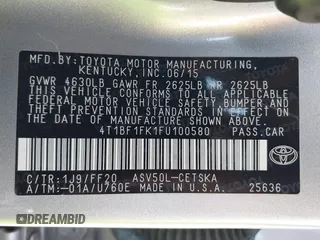 MFD. BY: TOYOTA MOTOR MANUFACTURING,
KENTUCKY, INC. 06/15
GVWR 4630LB GAWR FR 2625LB RR 2625LB
THIS VEHICLE CONFORMS TO ALL APPLICABLE
FEDERAL MOTOR VEHICLE SAFETY, BUMPER, AND
THEFT PREVENTION STANDARDS IN EFFECT ON
THE DATE OF MANUFACTURE SHOWN ABOVE.
4T1BF1FK1FU100580 PASS.CAR
C/TR: 1J9/FF20 ASV50L-CETSKA
A/TM: -01A/U760E MADE IN U.S.A. 25636
TOYOTA
© DREAMBID